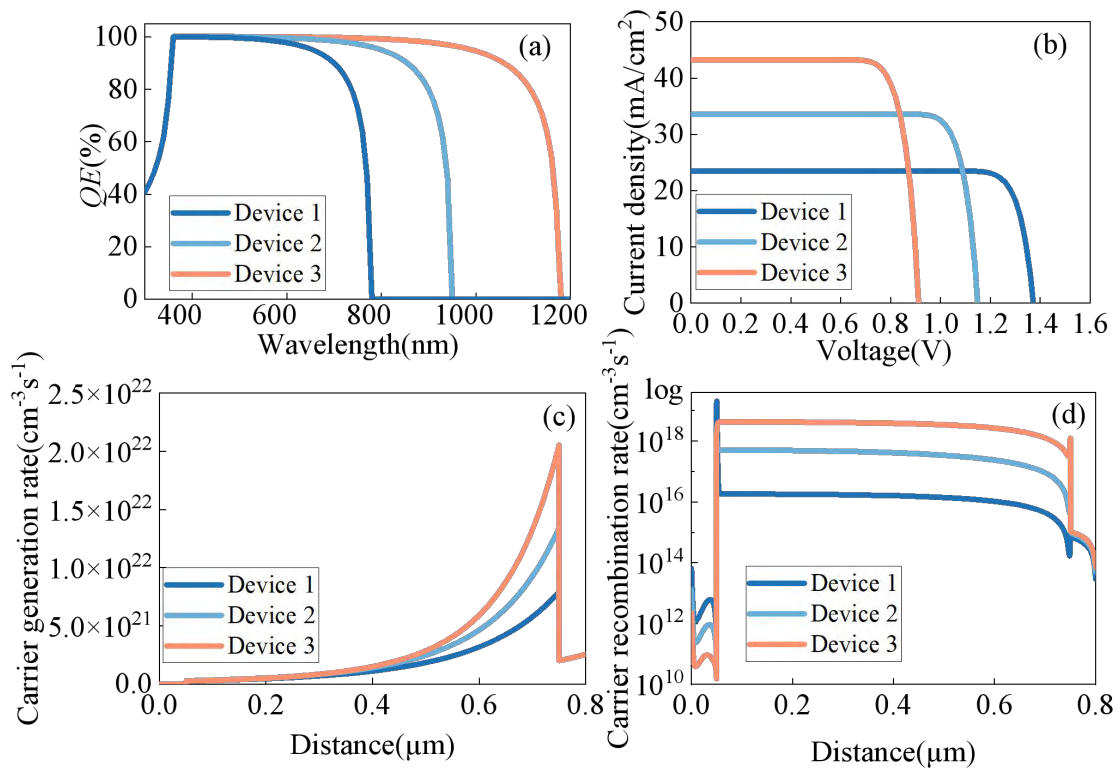 (a)
100
80
60
40
20
0
QE(%)
Device 1
Device 2
Device 3
400 600 800 1000 1200
Wavelength(nm)
(b)
50
40
30
20
10
0
Current density(mA/cm²)
Device 1
Device 2
Device 3
0.0 0.4 0.6 0.8 1.0 1.2 1.4 1.6
Voltage(V)
(c)
2.5×10²²
2.0×10²²
1.5×10²²
1.0×10²²
5.0×10²¹
0.0
Carrier generation rate(cm⁻³s⁻¹)
Device 1
Device 2
Device 3
0.0 0.2 0.4 0.6 0.8
Distance(μm)
(d)
log
10¹⁸
10¹⁶
10¹⁴
10¹²
10¹⁰
Carrier recombination rate(cm⁻³s⁻¹)
Device 1
Device 2
Device 3
0.0 0.2 0.4 0.6 0.8
Distance(μm)